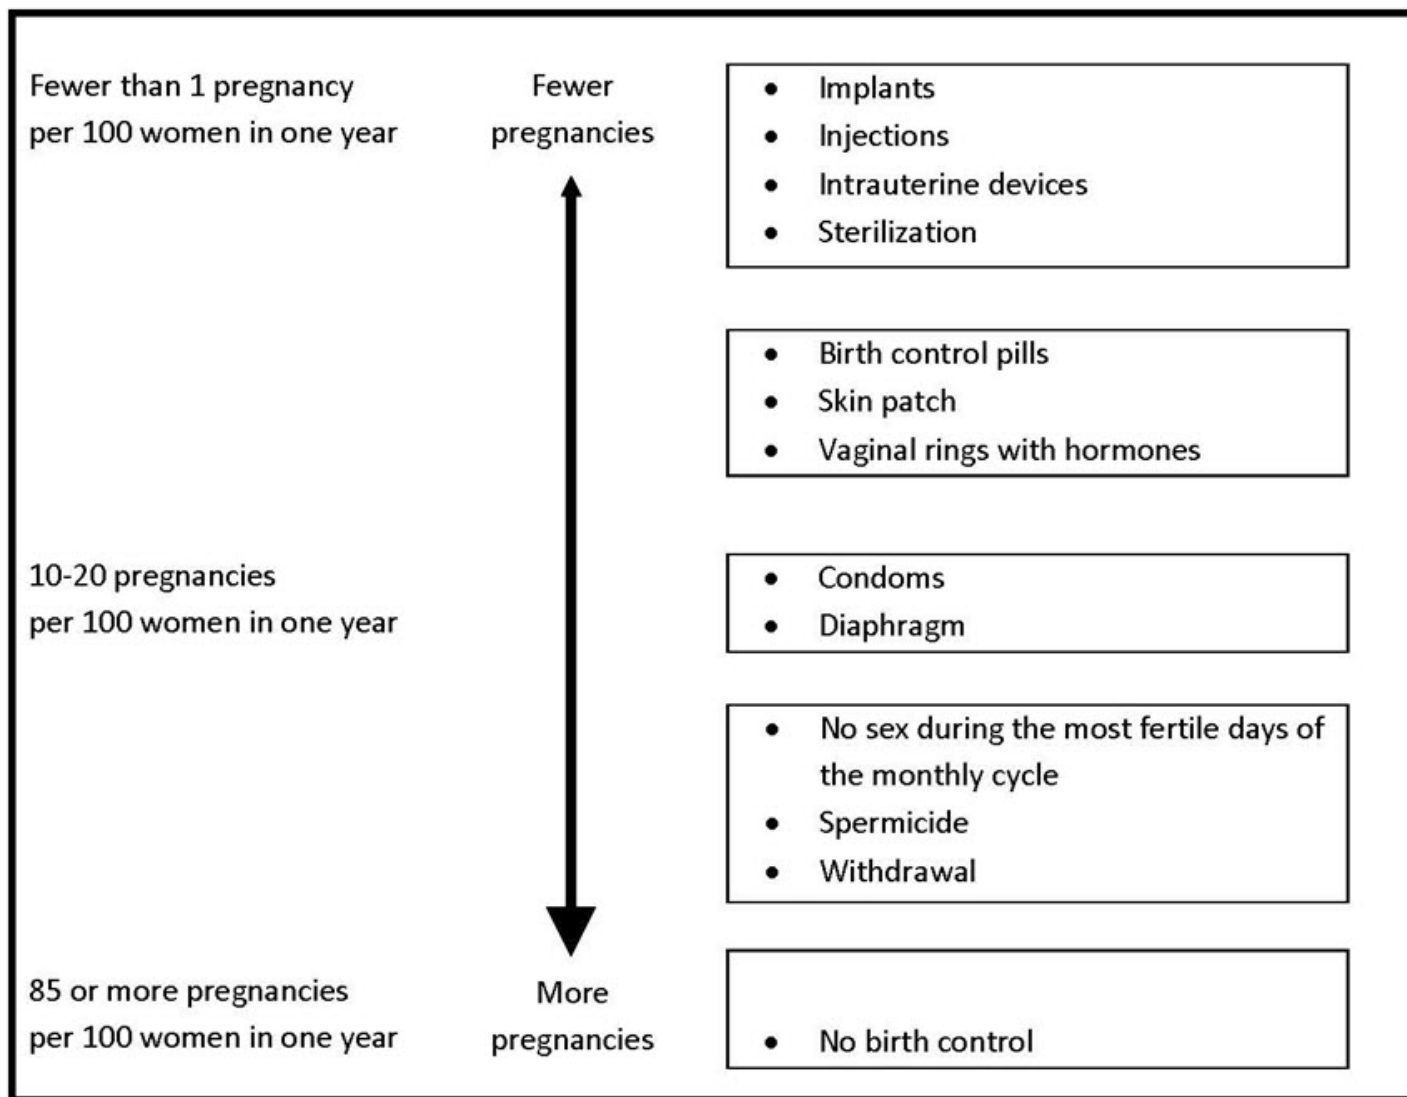 Fewer than 1 pregnancy
per 100 women in one year
Fewer
pregnancies
• Implants
• Injections
• Intrauterine devices
• Sterilization
• Birth control pills
• Skin patch
• Vaginal rings with hormones
10-20 pregnancies
per 100 women in one year
• Condoms
• Diaphragm
• No sex during the most fertile days of
the monthly cycle
• Spermicide
• Withdrawal
85 or more pregnancies
per 100 women in one year
More
pregnancies
• No birth control